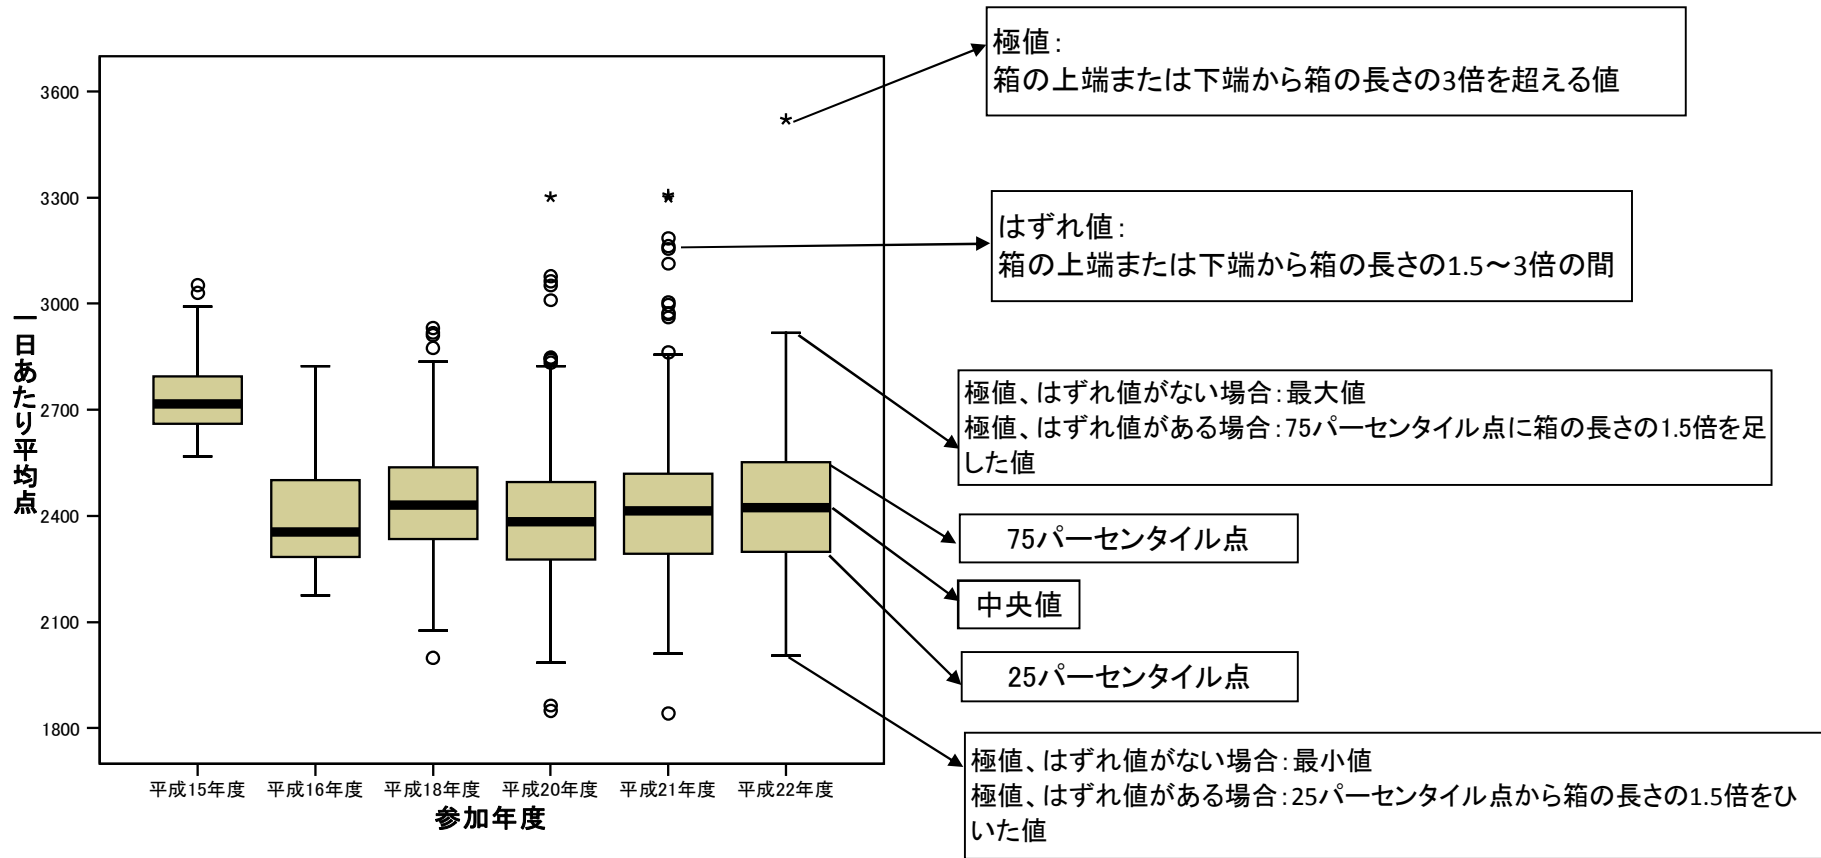 極値：
箱の上端または下端から箱の長さの3倍を超える値
はずれ値：
箱の上端または下端から箱の長さの1.5～3倍の間
極値、はずれ値がない場合：最大値
極値、はずれ値がある場合：75パーセンタイル点に箱の長さの1.5倍を足
した値
75パーセンタイル点
中央値
25パーセンタイル点
極値、はずれ値がない場合：最小値
極値、はずれ値がある場合：25パーセンタイル点から箱の長さの1.5倍をひ
いた値
一日あたり平均点
3600
3300
3000
2700
2400
2100
1800
平成15年度 平成16年度 平成18年度 平成20年度 平成21年度 平成22年度
参加年度